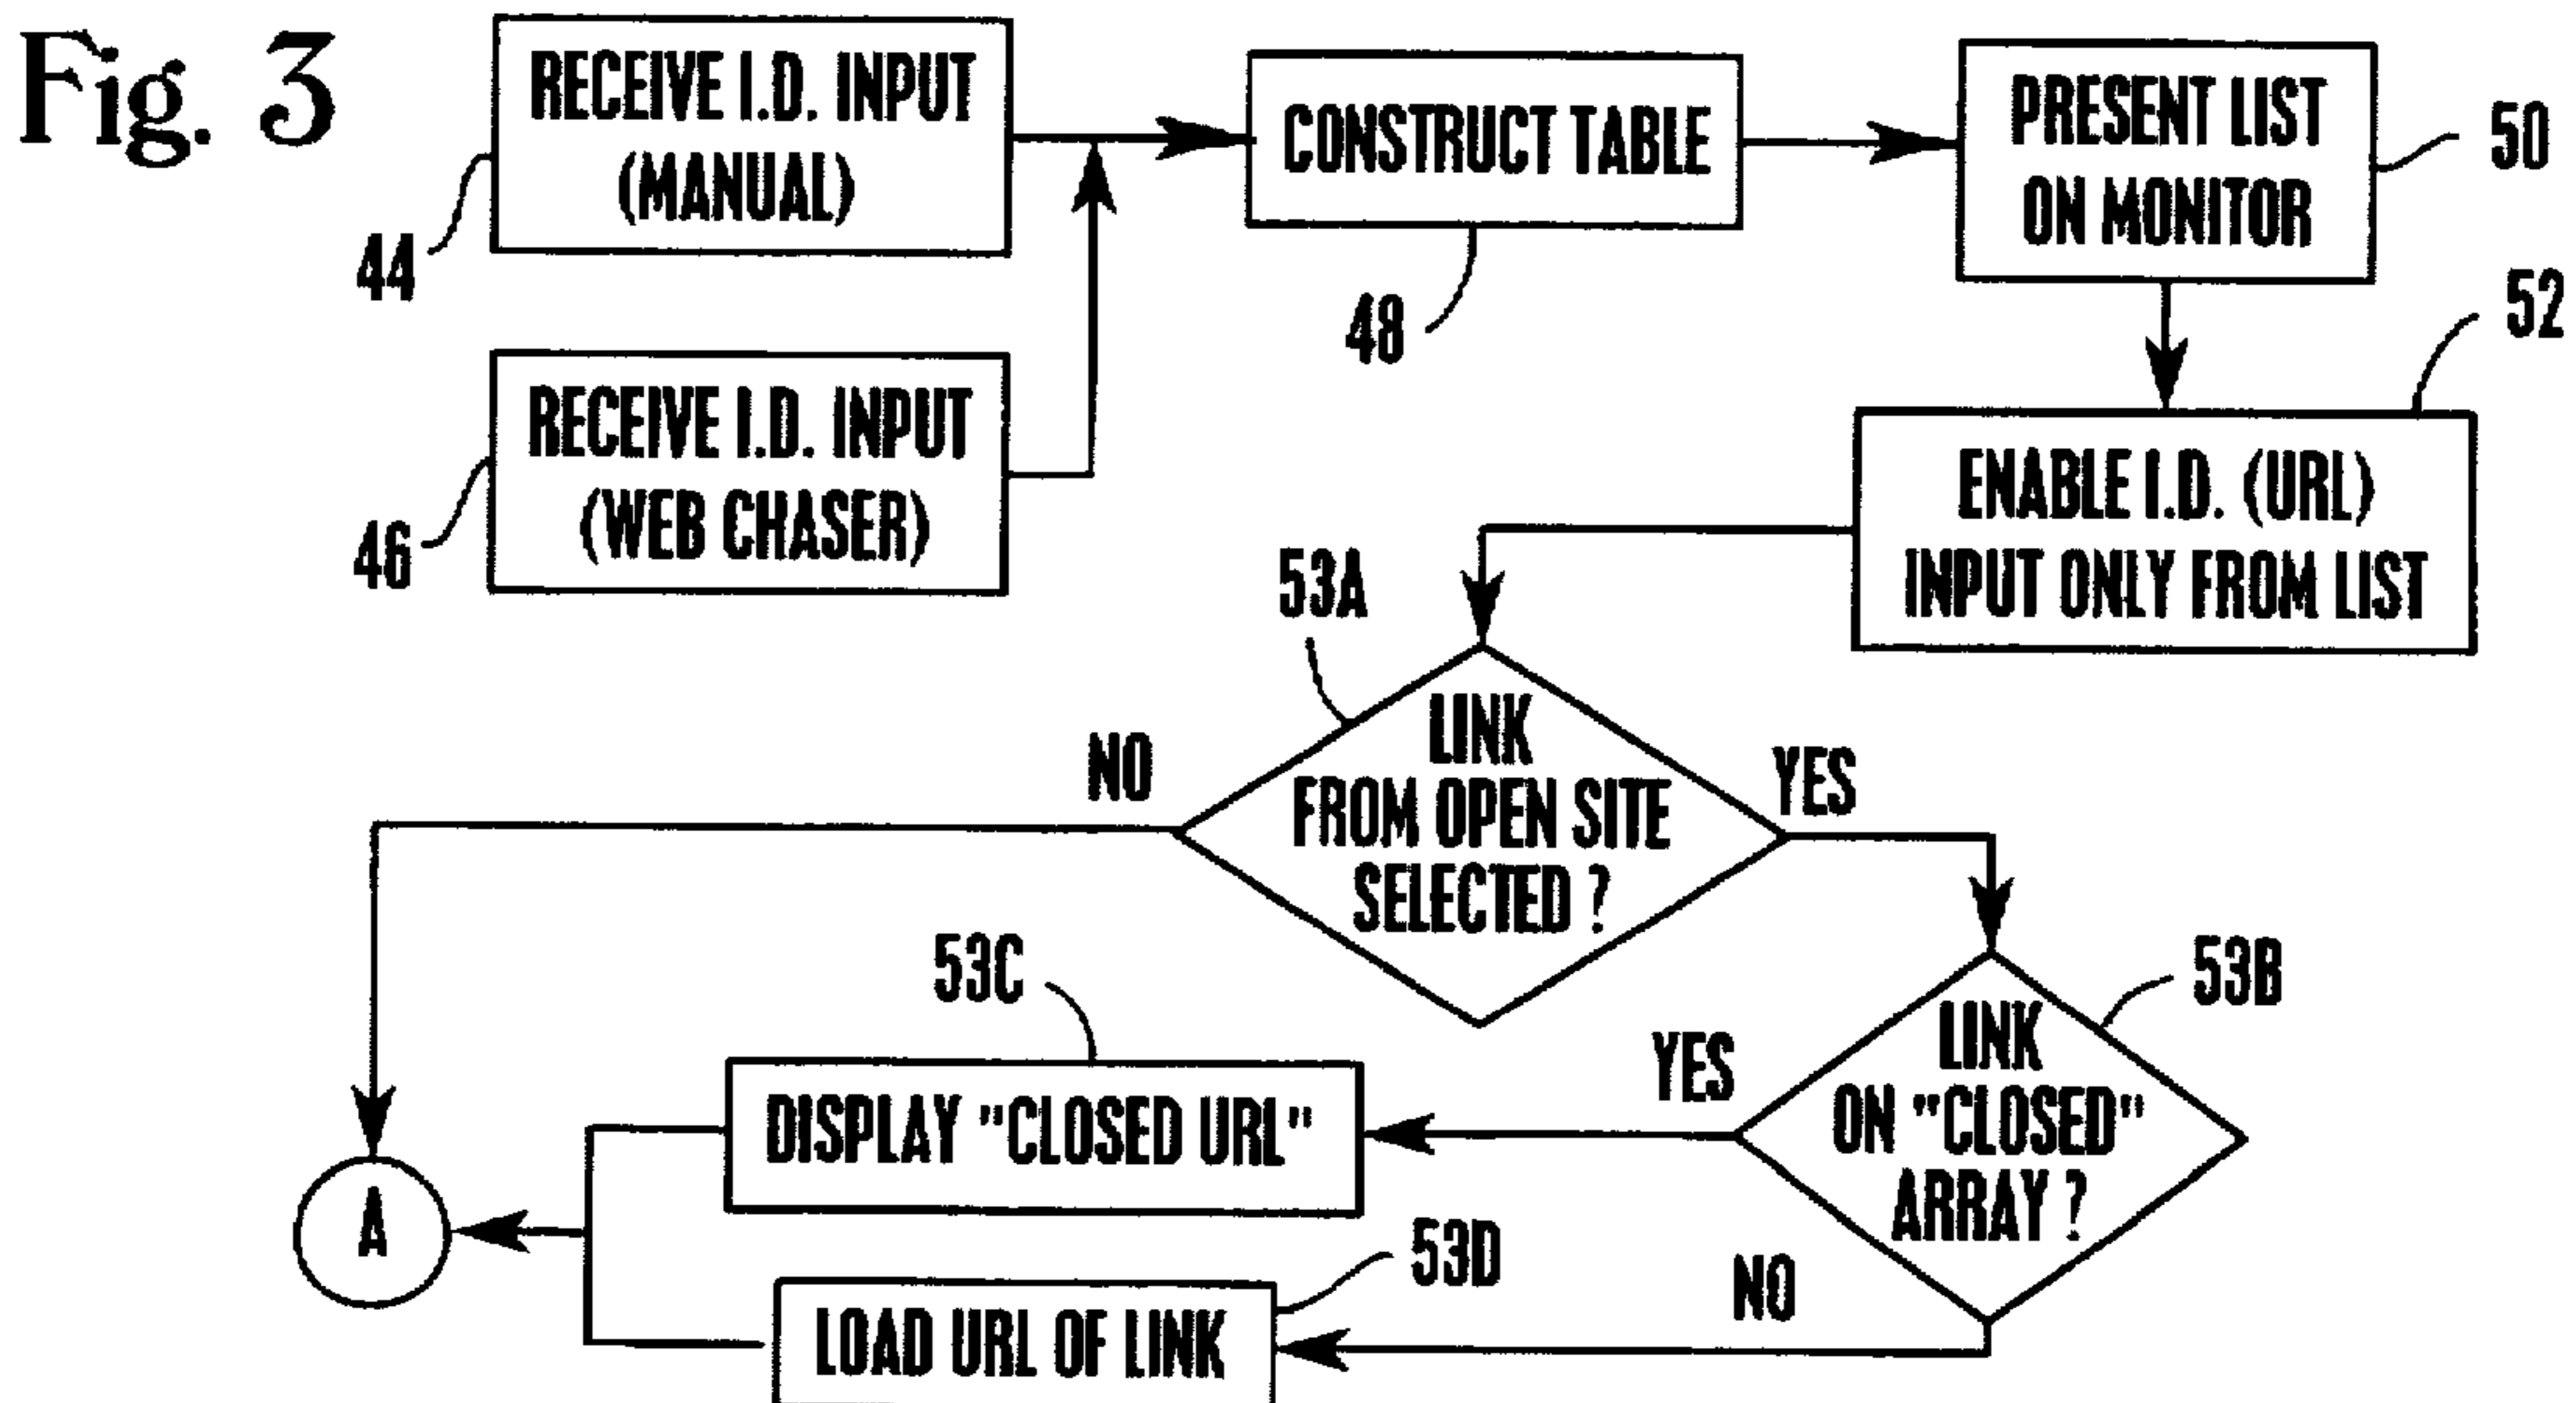 Fig. 3
RECEIVE I.D. INPUT
(MANUAL)
44
CONSTRUCT TABLE
48
PRESENT LIST
ON MONITOR
50
RECEIVE I.D. INPUT
(WEB CHASER)
46
ENABLE I.D. (URL)
INPUT ONLY FROM LIST
52
53A
LINK
FROM OPEN SITE
SELECTED ?
NO
YES
53B
LINK
ON "CLOSED"
ARRAY ?
YES
NO
53C
DISPLAY "CLOSED URL"
53D
LOAD URL OF LINK
A